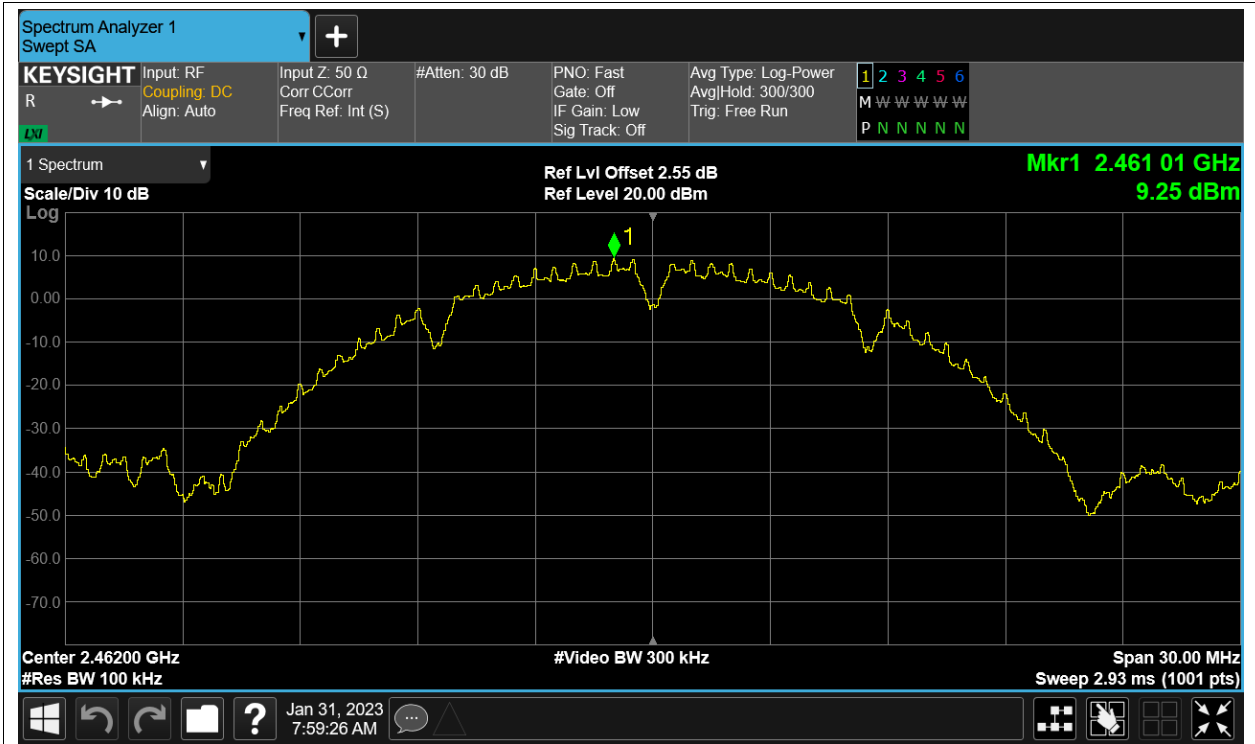 Spectrum Analyzer 1
Swept SA
KEYSIGHT
R
LXI
Input: RF
Coupling: DC
Align: Auto
Input Z: 50 Ω
Corr CCorr
Freq Ref: Int (S)
#Atten: 30 dB
PNO: Fast
Gate: Off
IF Gain: Low
Sig Track: Off
Avg Type: Log-Power
Avg|Hold: 300/300
Trig: Free Run
1 2 3 4 5 6
M W W W W W
P N N N N N
1 Spectrum
Scale/Div 10 dB
Log
Ref Lvl Offset 2.55 dB
Ref Level 20.00 dBm
Mkr1 2.461 01 GHz
9.25 dBm
1
10.0
0.00
-10.0
-20.0
-30.0
-40.0
-50.0
-60.0
-70.0
Center 2.46200 GHz
#Video BW 300 kHz
Span 30.00 MHz
#Res BW 100 kHz
Sweep 2.93 ms (1001 pts)
?
Jan 31, 2023
7:59:26 AM